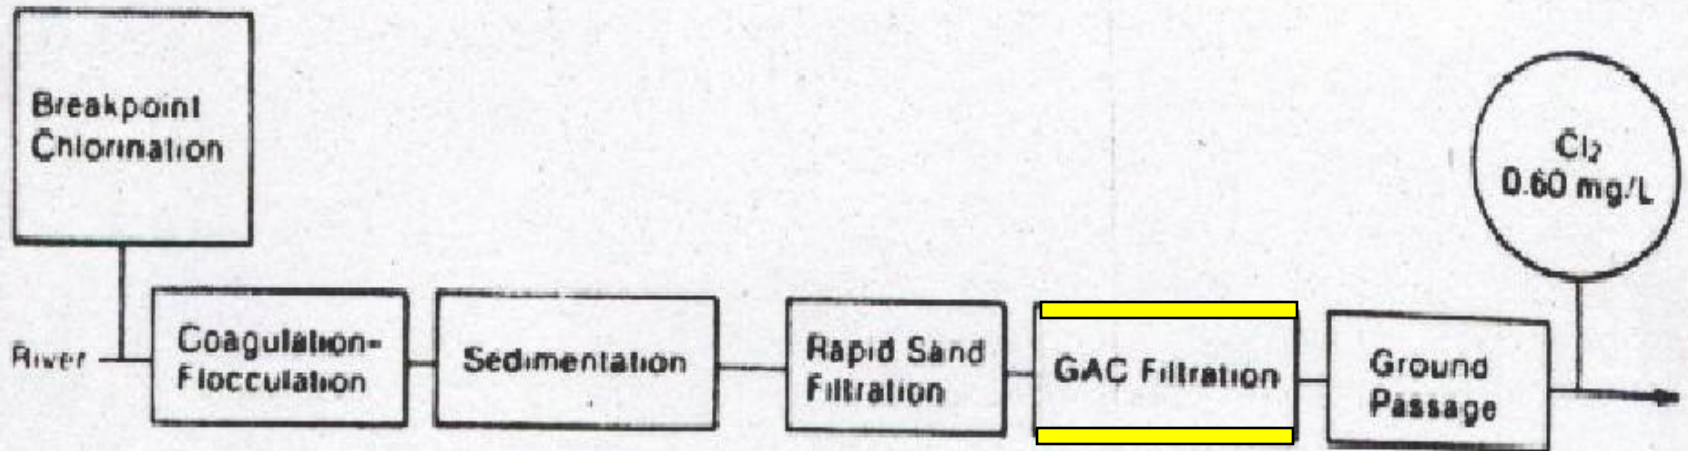 Breakpoint
Chlorination
Cl2
0.60 mg/L
River
Coagulation-
Flocculation
Sedimentation
Rapid Sand
Filtration
GAC Filtration
Ground
Passage